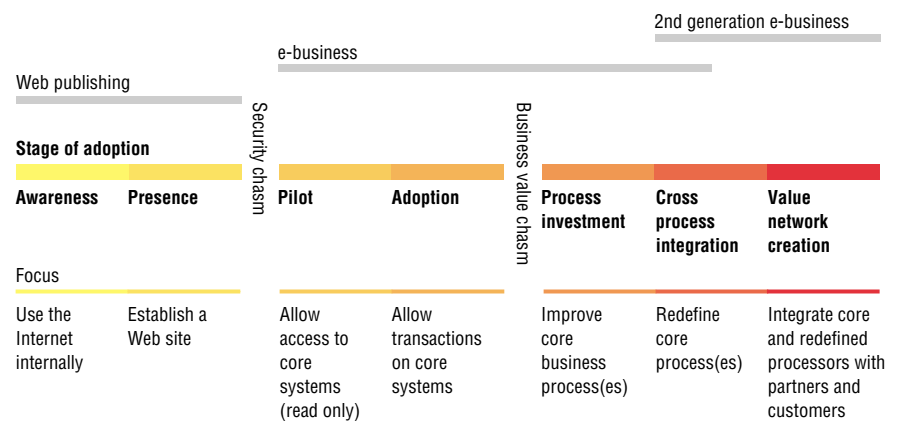 2nd generation e-business
e-business
Web publishing
Security chasm
Business value chasm
Stage of adoption
Awareness
Presence
Pilot
Adoption
Process
investment
Cross
process
integration
Value
network
creation
Focus
Use the
Internet
internally
Establish a
Web site
Allow
access to
core
systems
(read only)
Allow
transactions
on core
systems
Improve
core
business
process(es)
Redefine
core
process(es)
Integrate core
and redefined
processors with
partners and
customers